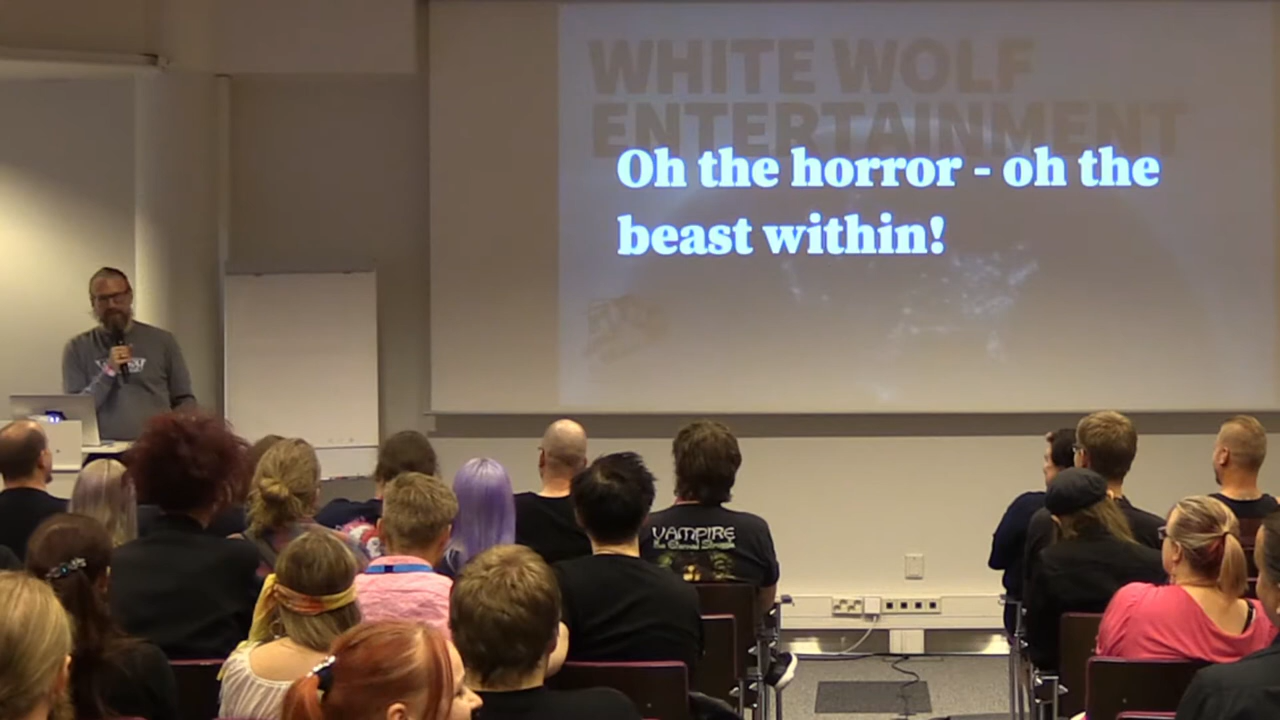 WHITE WOLF
ENTERTAINMENT
Oh the horror - oh the
beast within!
VAMPIRE